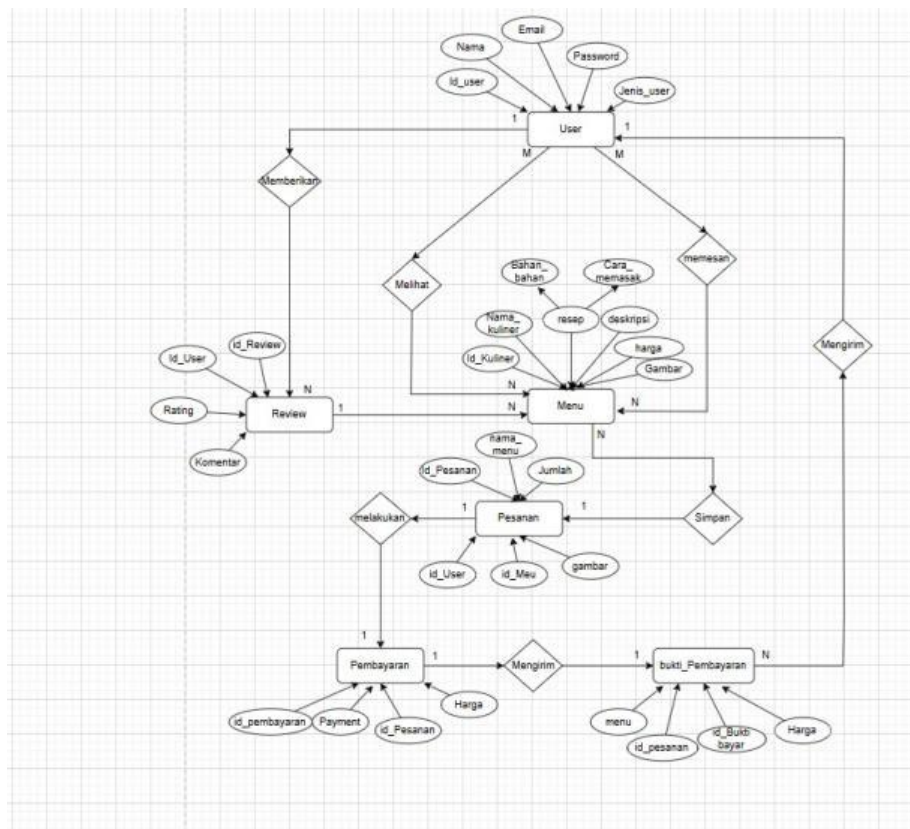 Email
Nama
Password
Id_user
Jenis_user
1
User
1
M
M
Memberikan
Melihat
memesan
Bahan_
bahan
Cara_
memasak
Nama_
kuliner
resep
deskripsi
Id_Kuliner
harga
Gambar
id_Review
Id_User
Mengirim
N
N
Rating
Review
1
N
Menu
N
N
Komentar
nama_
menu
Id_Pesanan
Jumlah
melakukan
1
Pesanan
1
Simpan
id_User
id_Meu
gambar
1
Pembayaran
1
Mengirim
1
bukti_Pembayaran
N
id_pembayaran
Payment
id_Pesanan
Harga
menu
id_pesanan
id_Bukti
bayar
Harga